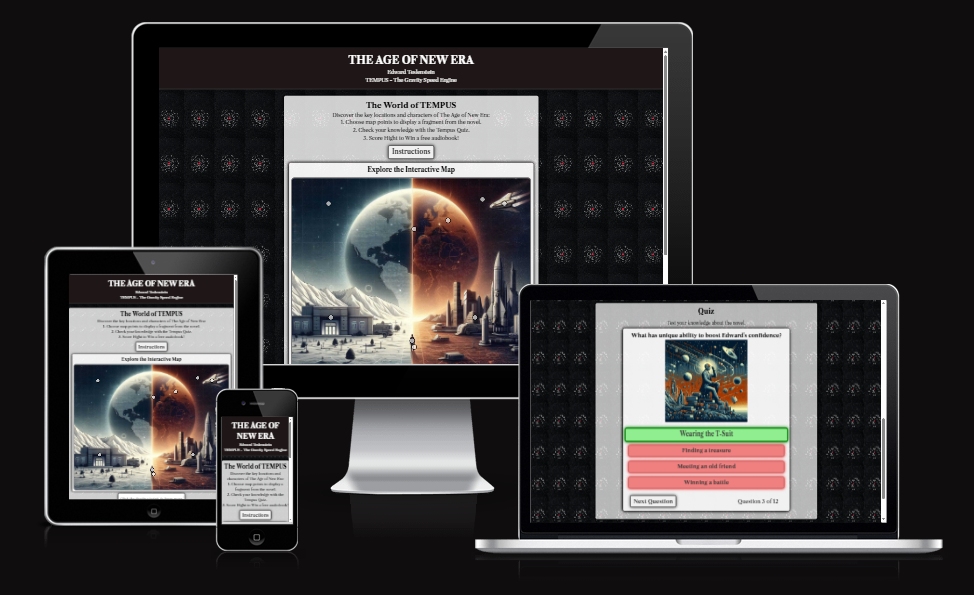 THE AGE OF NEW ERA
Edward Teslenstein
TEMPUS - The Gravity Speed Engine
The World of TEMPUS
Discover the key locations and characters of The Age of New Era:
1. Choose map points to display a fragment from the novel.
2. Check your knowledge with the Tempus Quiz.
3. Score Hight to Win a free audiobook!
Instructions
Explore the Interactive Map
THE AGE OF NEW ERA
TEMPUS - The Gravity Speed Engine
The World of TEMPUS
Discover the key locations and characters of The Age of New Era:
1. Choose map points to display a fragment from the novel.
2. Check your knowledge with the Tempus Quiz.
3. Score Hight to Win a free audiobook!
Instructions
Explore the Interactive Map
THE AGE OF
NEW ERA
TEMPUS - The Gravity Speed Engine
The World of TEMPUS
Discover the key locations and
characters of The Age of New Era:
1. Choose map points to display a
fragment from the novel.
2. Check your knowledge with the
Tempus Quiz.
3. Score Hight to Win a free audiobook!
Instructions
Quiz
Test your knowledge about the novel.
What has unique ability to boost Edward's confidence?
Wearing the T-Suit
Finding a treasure
Meeting an old friend
Winning a battle
Next Question
Question 3 of 12